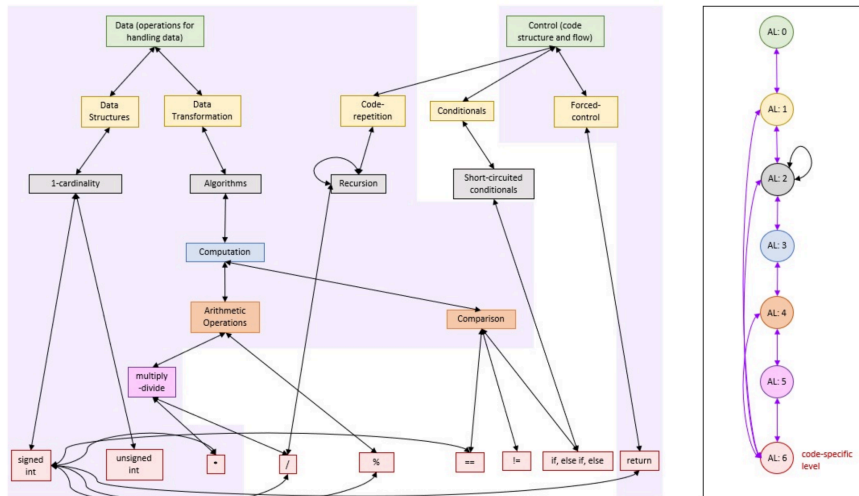 Data (operations for
handling data)
Control (code
structure and flow)
AL: 0
Data
Structures
Data
Transformation
Code-
repetition
Conditionals
Forced-
control
AL: 1
1-cardinality
Algorithms
Recursion
Short-circuited
conditionals
AL: 2
Computation
AL: 3
Arithmetic
Operations
Comparison
AL: 4
multiply
-divide
AL: 5
signed
int
unsigned
int
*
/
%
==
!=
if, else if, else
return
AL: 6
code-specific
level